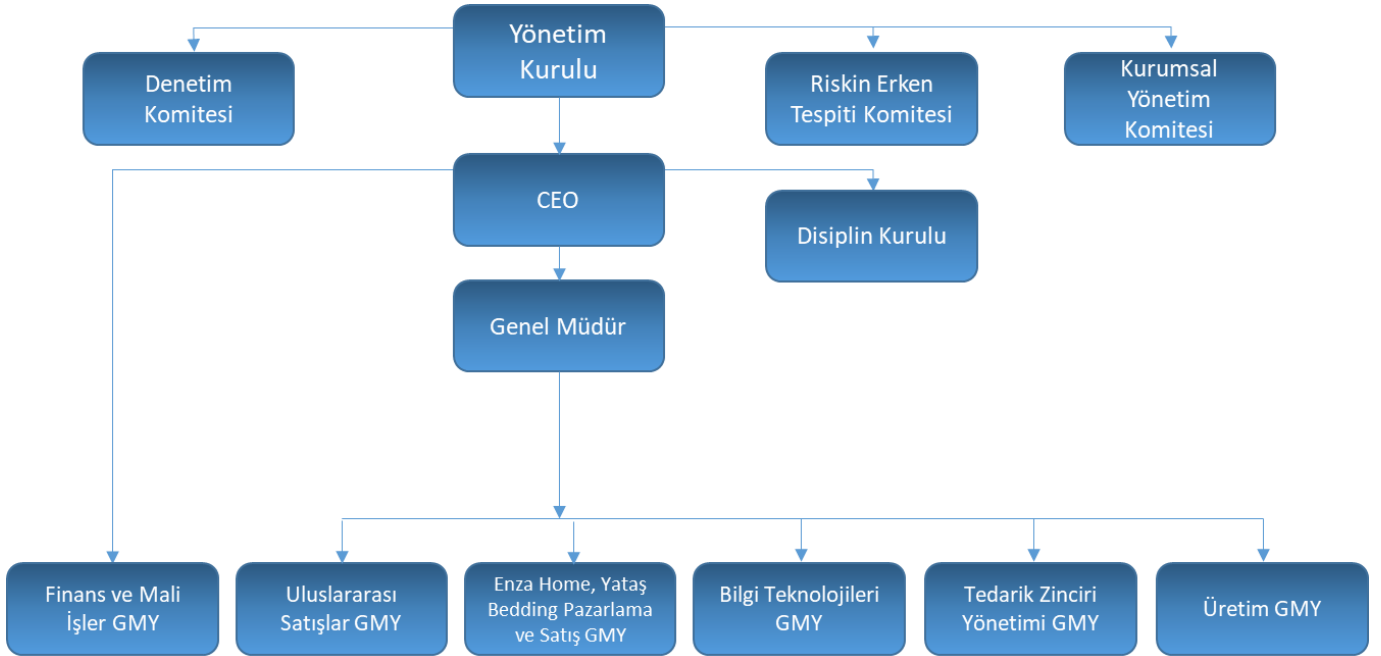 Yönetim
Kurulu
Denetim
Komitesi
Riskin Erken
Tespiti Komitesi
Kurumsal
Yönetim
Komitesi
CEO
Disiplin Kurulu
Genel Müdür
Finans ve Mali
İşler GMY
Uluslararası
Satışlar GMY
Enza Home, Yataş
Bedding Pazarlama
ve Satış GMY
Bilgi Teknolojileri
GMY
Tedarik Zinciri
Yönetimi GMY
Üretim GMY